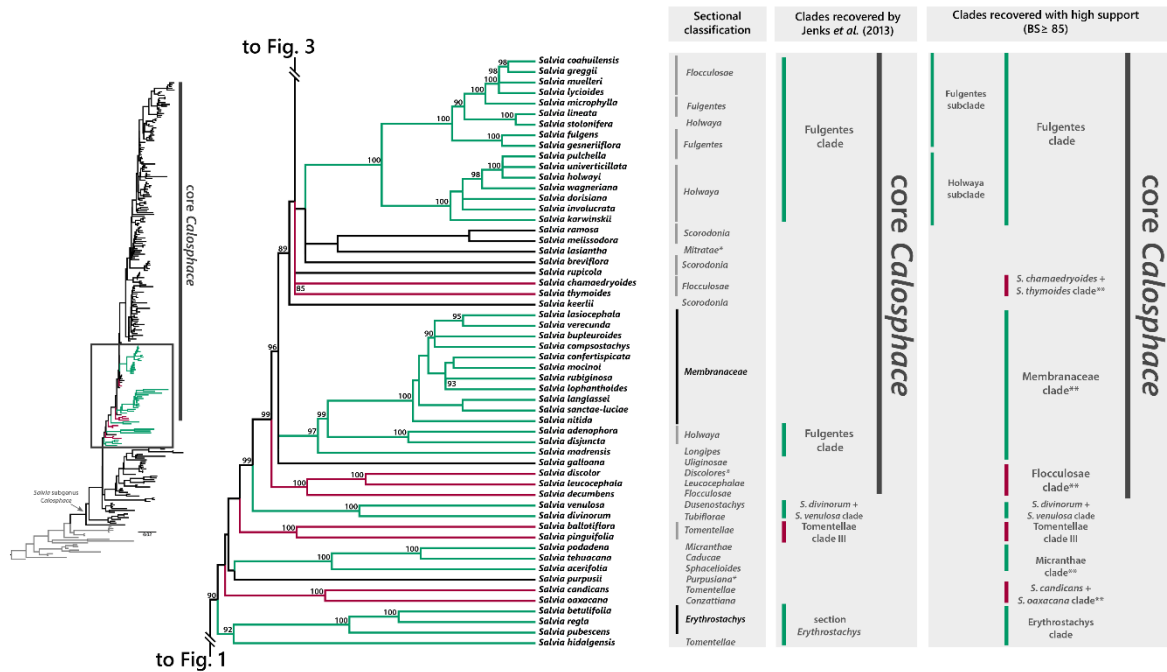 to Fig. 3
Sectional
classification
Clades recovered by
Jenks et al. (2013)
Clades recovered with high support
(BS≥ 85)
core Calosphace
Salvia subgenus
Calosphace
98
98
100
90
100
100
100
100
100
98
100
89
85
96
95
90
93
100
99
97
100
99
100
100
99
100
100
100
100
100
100
100
90
92
Salvia coahuilensis
Salvia greggii
Salvia muelleri
Salvia lycioides
Salvia microphylla
Salvia lineata
Salvia stolonifera
Salvia fulgens
Salvia gesneriiflora
Salvia pulchella
Salvia univerticillata
Salvia holwayi
Salvia wagneriana
Salvia dorisiana
Salvia involucrata
Salvia karwinskii
Salvia ramosa
Salvia melissodora
Salvia lasiantha
Salvia breviflora
Salvia rupicola
Salvia chamaedryoides
Salvia thymoides
Salvia keerlii
Salvia lasiocephala
Salvia verecunda
Salvia bupleuroides
Salvia compsostachys
Salvia confertispicata
Salvia mocinoi
Salvia rubiginosa
Salvia lophanthoides
Salvia langlassei
Salvia sanctae-luciae
Salvia nitida
Salvia adenophora
Salvia disjuncta
Salvia madrensis
Salvia galloana
Salvia discolor
Salvia leucocephala
Salvia decumbens
Salvia venulosa
Salvia divinorum
Salvia ballotiflora
Salvia pinguifolia
Salvia podadena
Salvia tehuacana
Salvia acerifolia
Salvia purpusii
Salvia candicans
Salvia oaxacana
Salvia betulifolia
Salvia regla
Salvia pubescens
Salvia hidalgensis
to Fig. 1
Flocculosae
Fulgentes
Holwaya
Fulgentes
Holwaya
Scorodonia
Mitratae*
Scorodonia
Flocculosae
Scorodonia
Membranaceae
Holwaya
Longipes
Uliginosae
Discolores°
Leucocephalae
Flocculosae
Dusenostachys
Tubiflorae
Tomentellae
Micranthae
Caducae
Sphacelioides
Purpusiana*
Tomentellae
Conzattiana
Erythrostachys
Tomentellae
Fulgentes
clade
Fulgentes
clade
S. divinorum +
S. venulosa clade
Tomentellae
clade III
section
Erythrostachys
core Calosphace
Fulgentes
subclade
Holwaya
subclade
Fulgentes
clade
S. chamaedryoides +
S. thymoides clade**
Membranaceae
clade**
Flocculosae
clade**
S. divinorum +
S. venulosa clade
Tomentellae
clade III
Micranthae
clade**
S. candicans +
S. oaxacana clade**
Erythrostachys
clade
core Calosphace